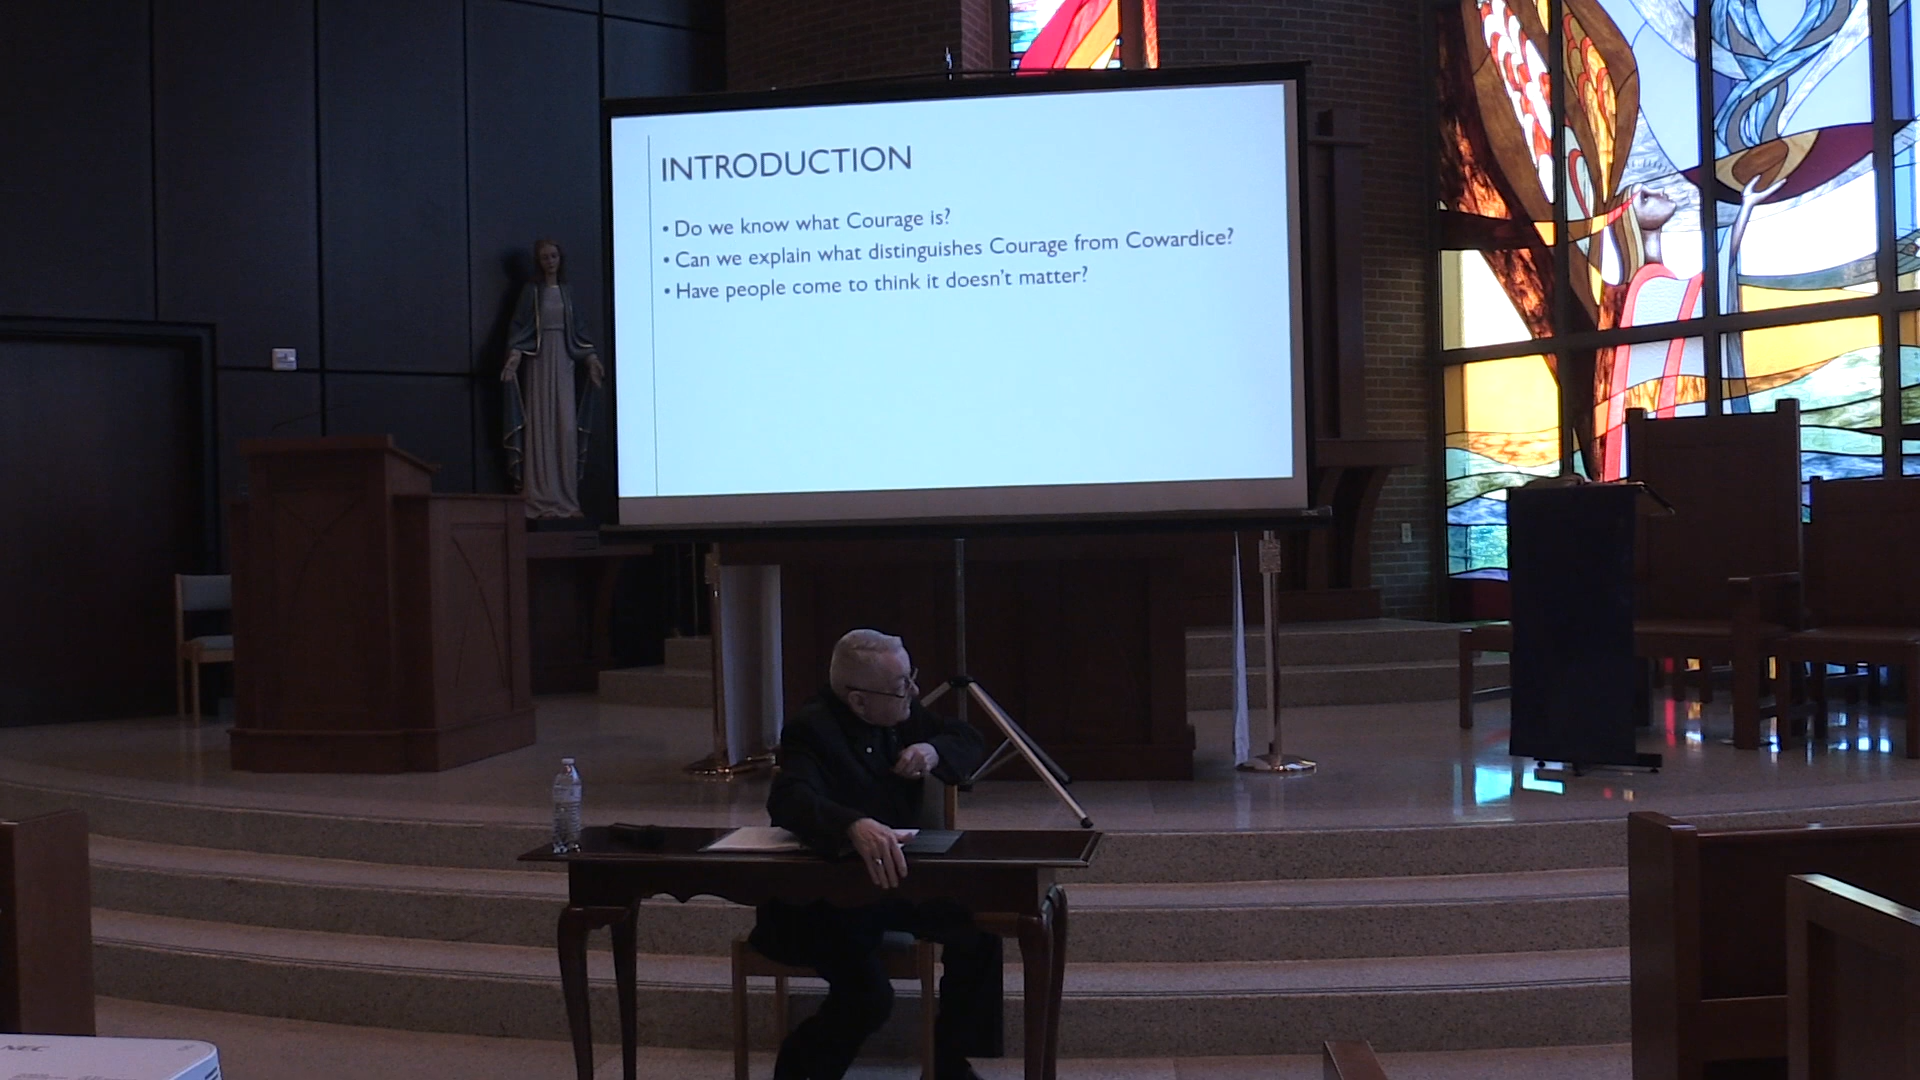 INTRODUCTION
• Do we know what Courage is?
• Can we explain what distinguishes Courage from Cowardice?
• Have people come to think it doesn't matter?
NEC